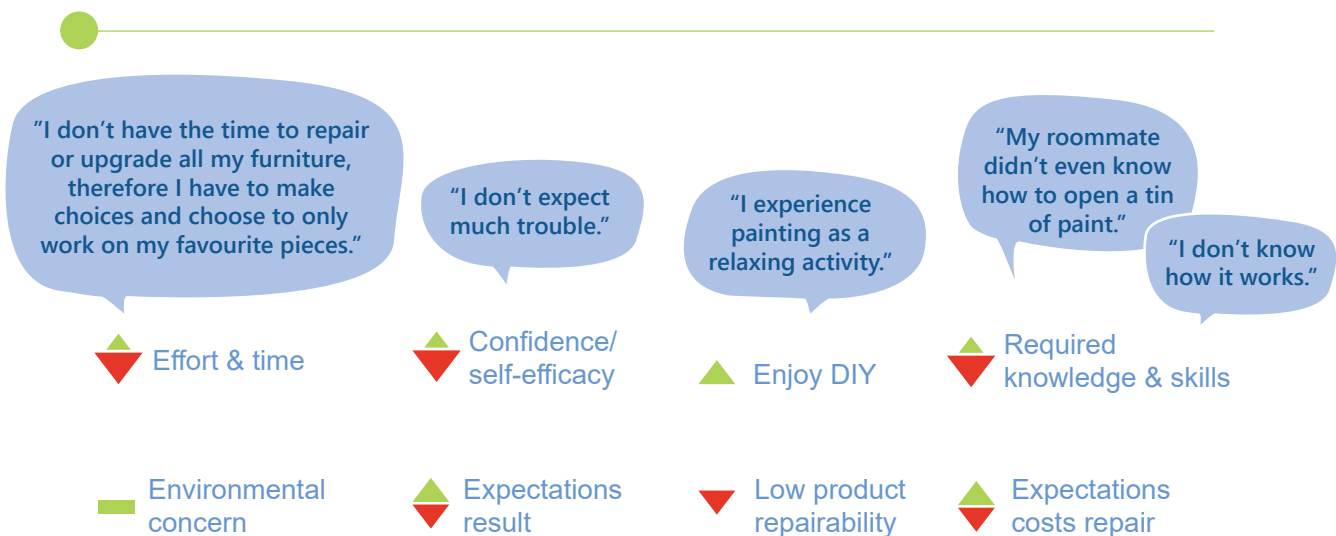 "I don't have the time to repair
or upgrade all my furniture,
therefore I have to make
choices and choose to only
work on my favourite pieces."
"I don't expect
much trouble."
"I experience
painting as a
relaxing activity."
"My roommate
didn't even know
how to open a tin
of paint."
"I don't know
how it works."
Effort & time
Confidence/
self-efficacy
Enjoy DIY
Required
knowledge & skills
Environmental
concern
Expectations
result
Low product
repairability
Expectations
costs repair